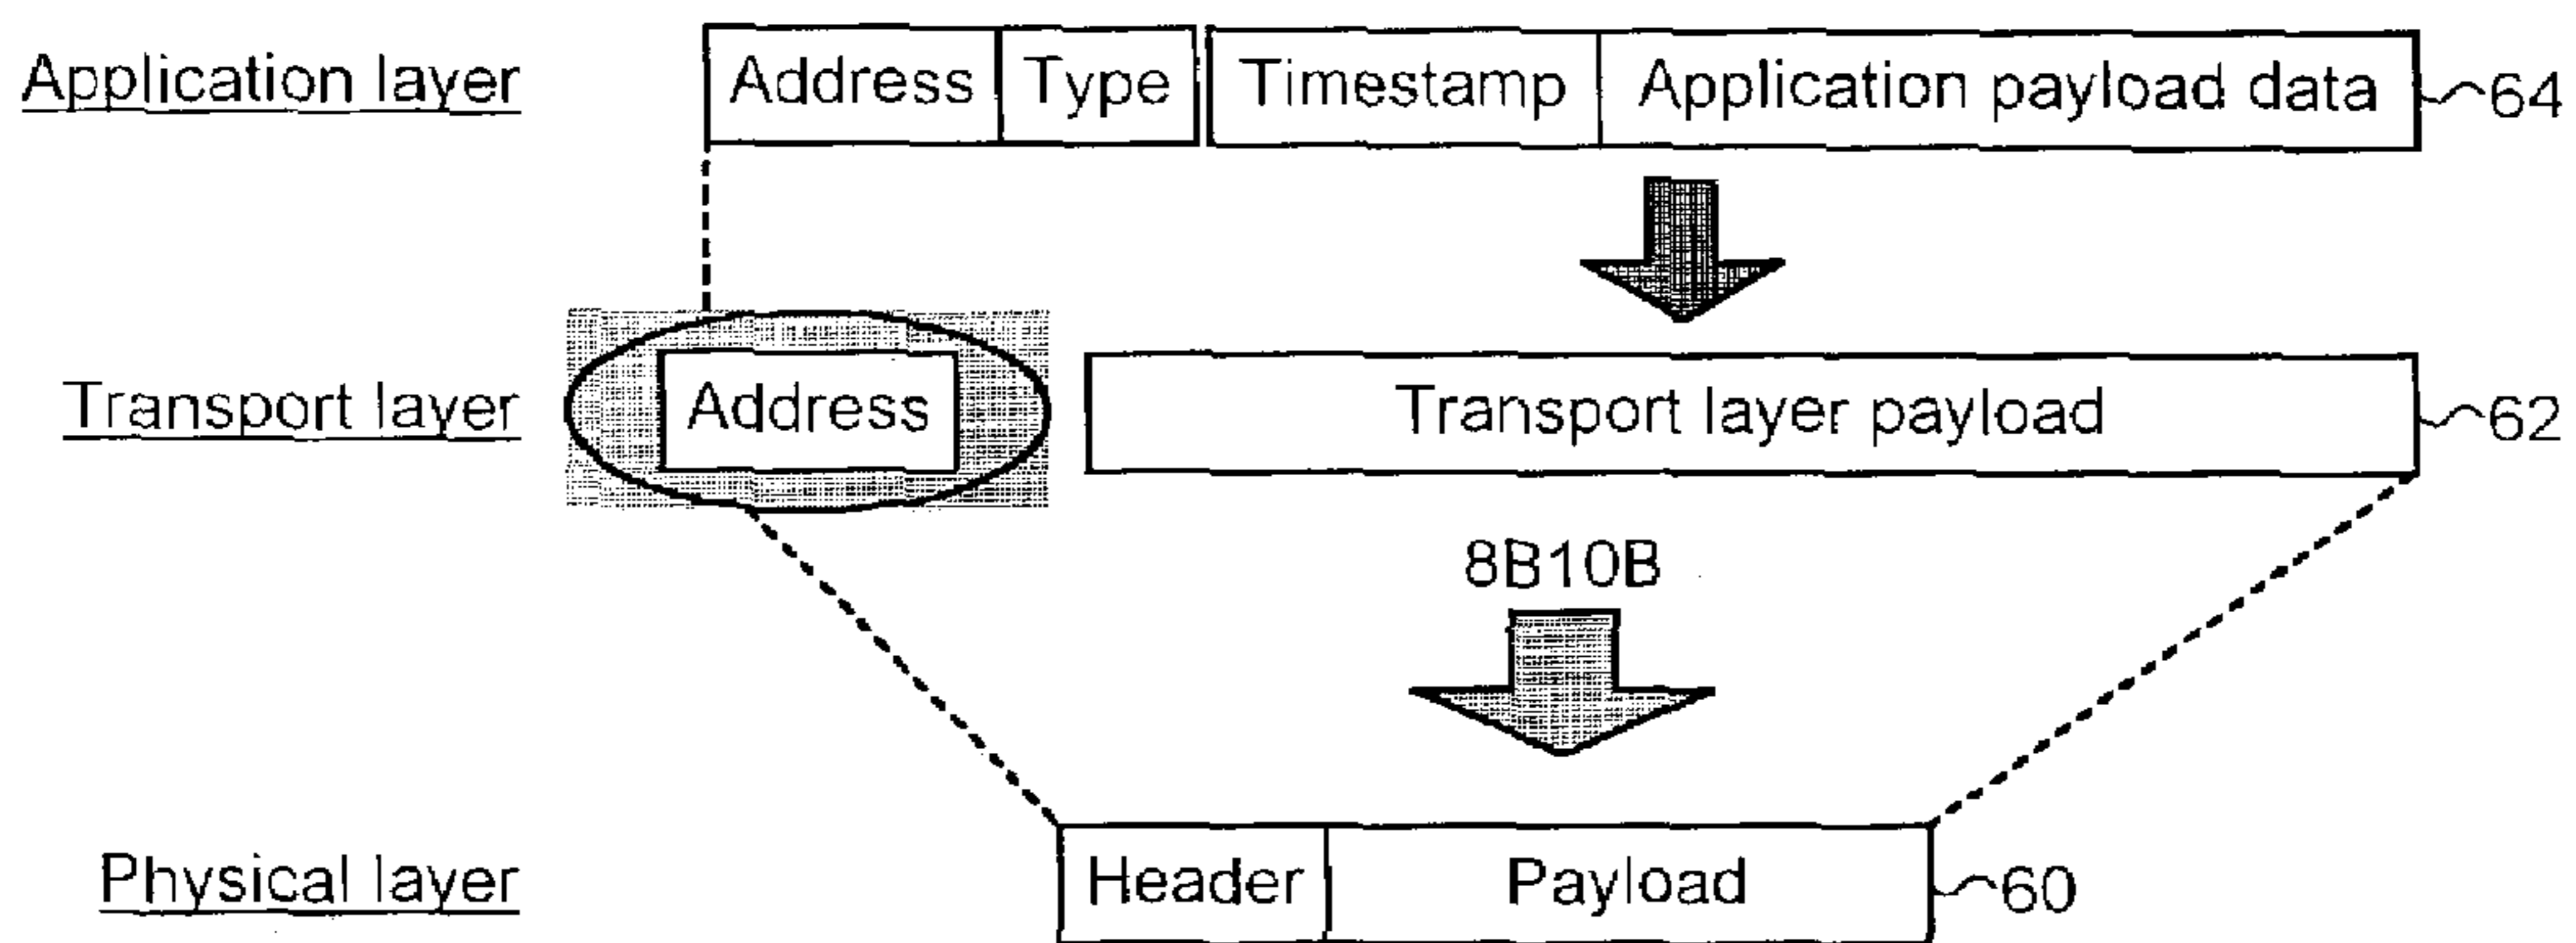 Application layer Address Type Timestamp Application payload data 64
Transport layer Address Transport layer payload 62
8B10B
Physical layer Header Payload 60